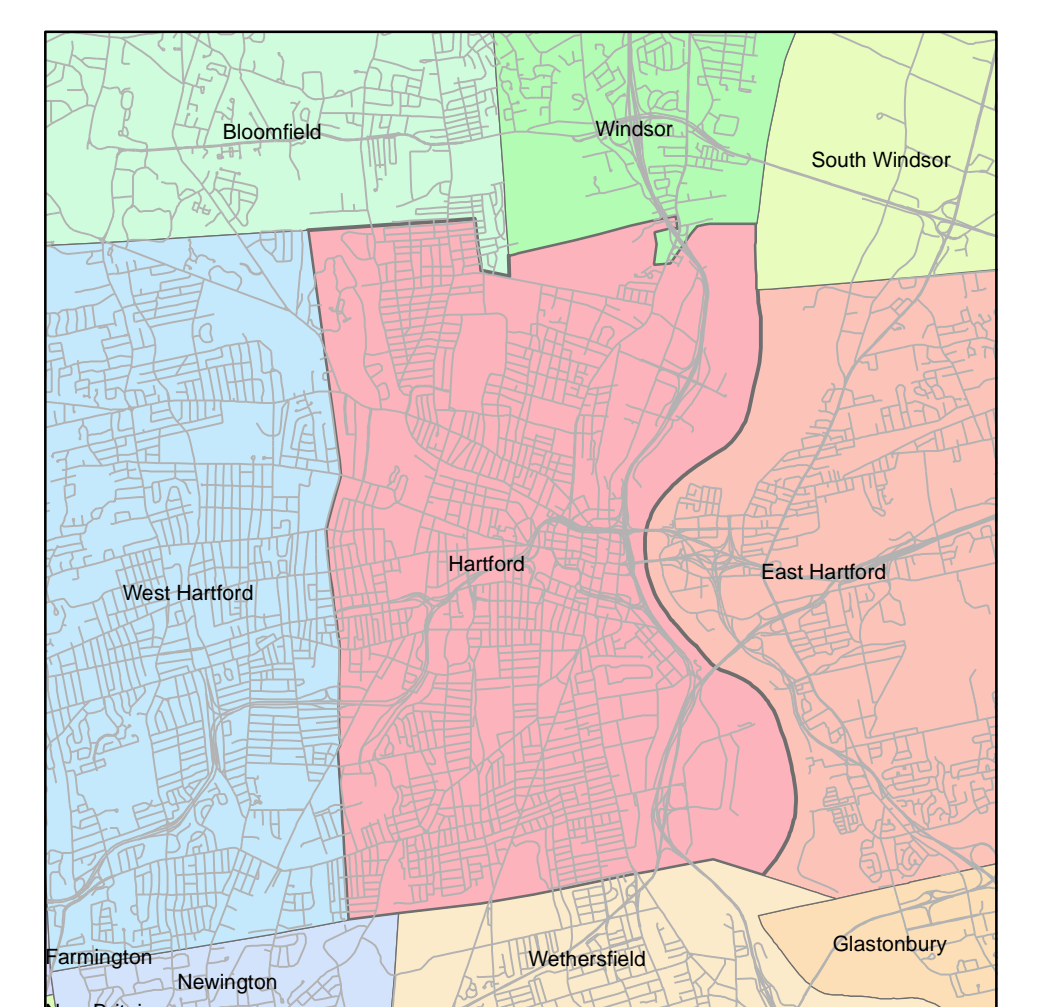 Bloomfield
Windsor
South Windsor
Hartford
East Hartford
West Hartford
Farmington
Newington
Wethersfield
Glastonbury